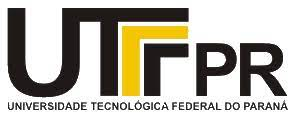 UTFPR
UNIVERSIDADE TECNOLÓGICA FEDERAL DO PARANÁ